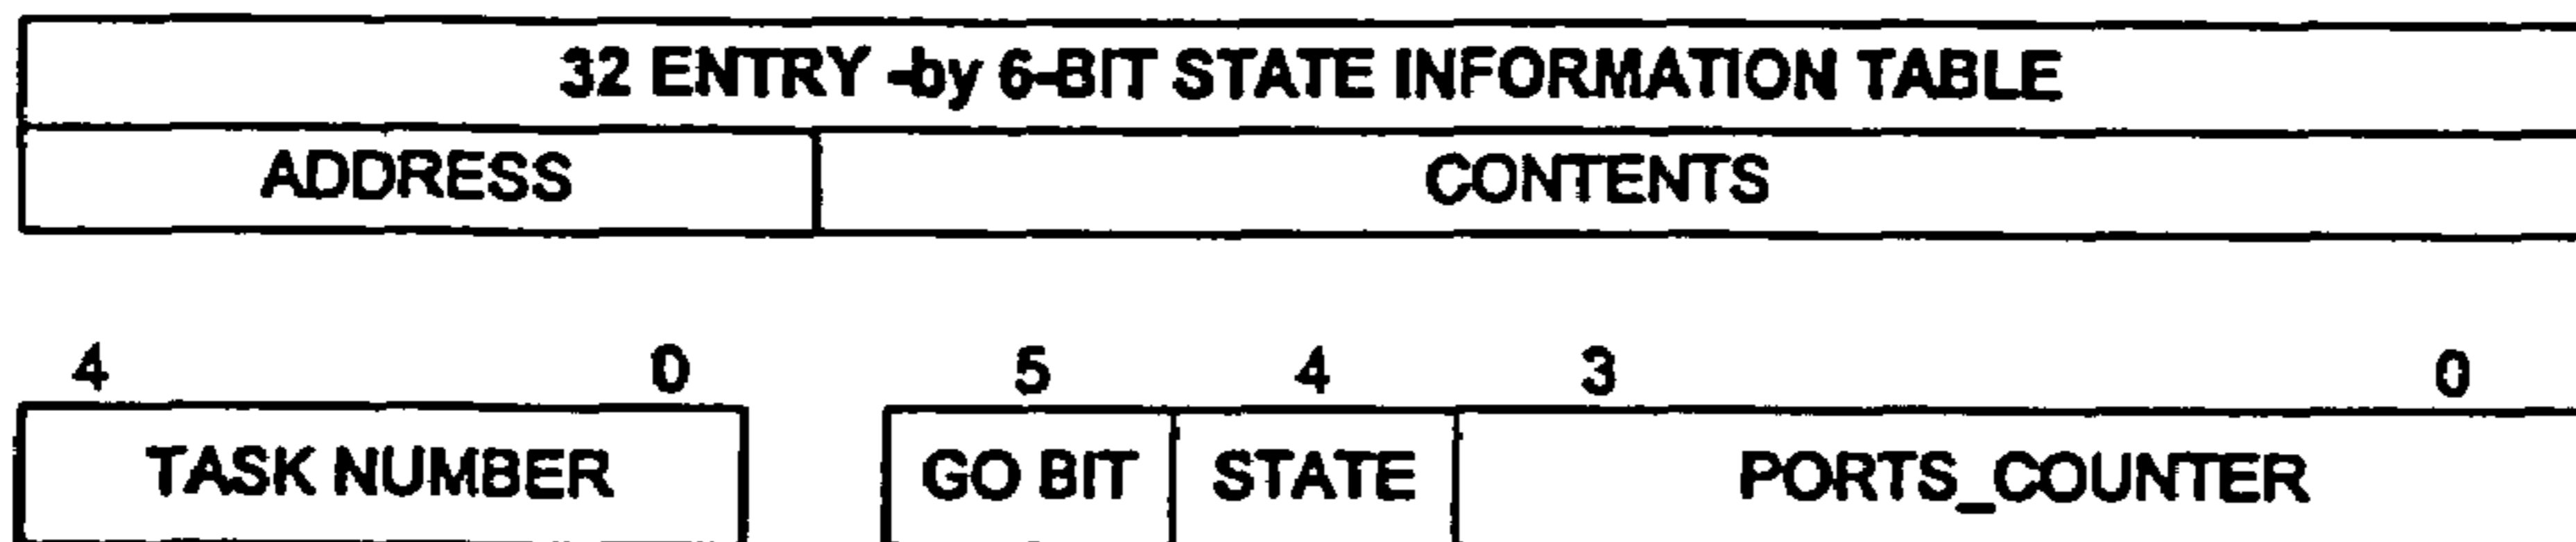 32 ENTRY -by 6-BIT STATE INFORMATION TABLE
ADDRESS CONTENTS
4 0 5 4 3 0
TASK NUMBER GO BIT STATE PORTS_COUNTER